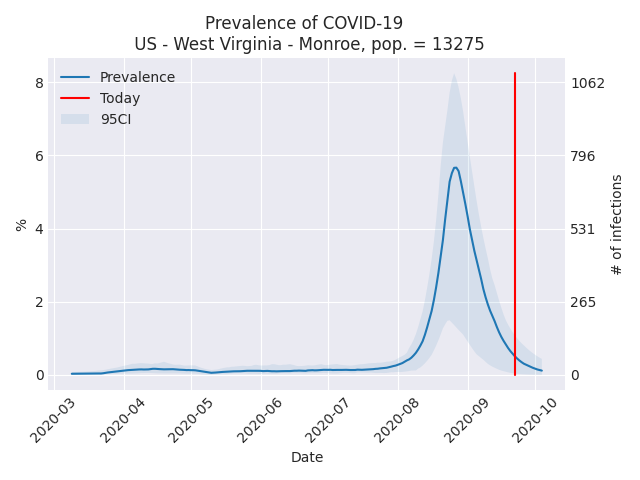 Prevalence of COVID-19
US - West Virginia - Monroe, pop. = 13275
Prevalence
Today
95CI
8
6
4
2
0
%
1062
796
531
265
0
# of infections
2020-03
2020-04
2020-05
2020-06
2020-07
2020-08
2020-09
2020-10
Date